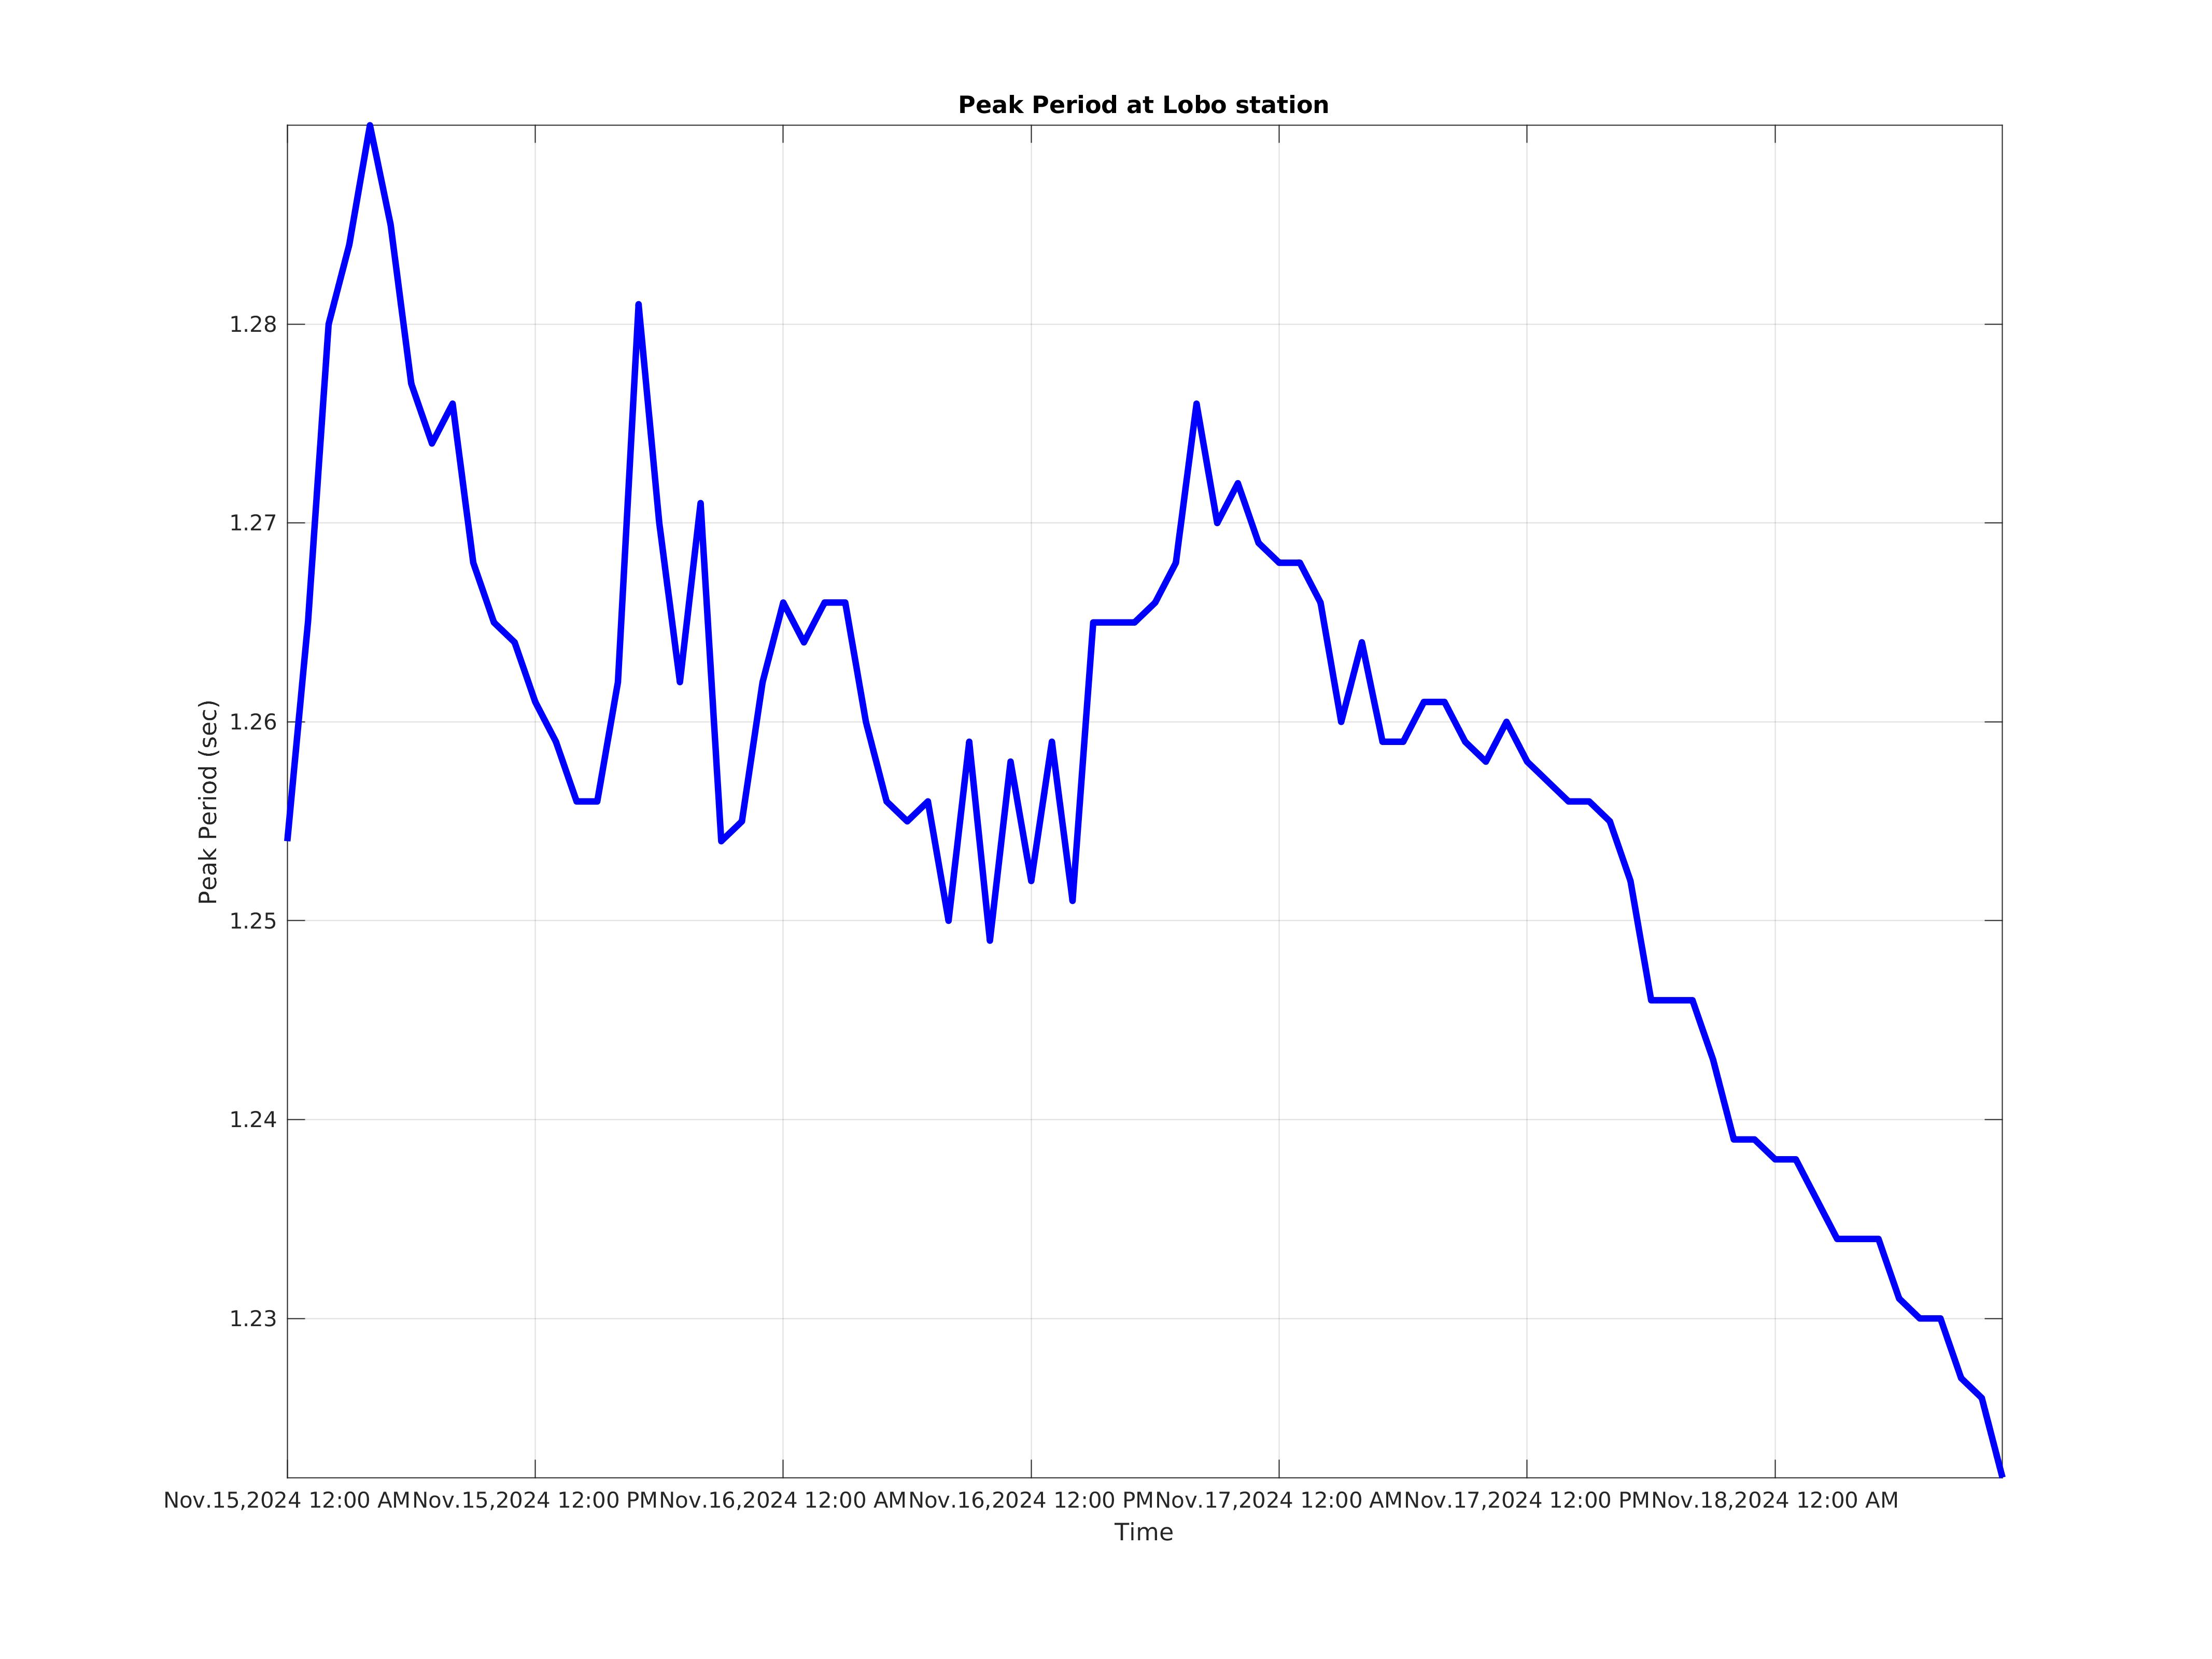 Peak Period at Lobo station
Peak Period (sec)
1.28
1.27
1.26
1.25
1.24
1.23
Nov.15,2024 12:00 AM Nov.15,2024 12:00 PM Nov.16,2024 12:00 AM Nov.16,2024 12:00 PM Nov.17,2024 12:00 AM Nov.17,2024 12:00 PM Nov.18,2024 12:00 AM
Time